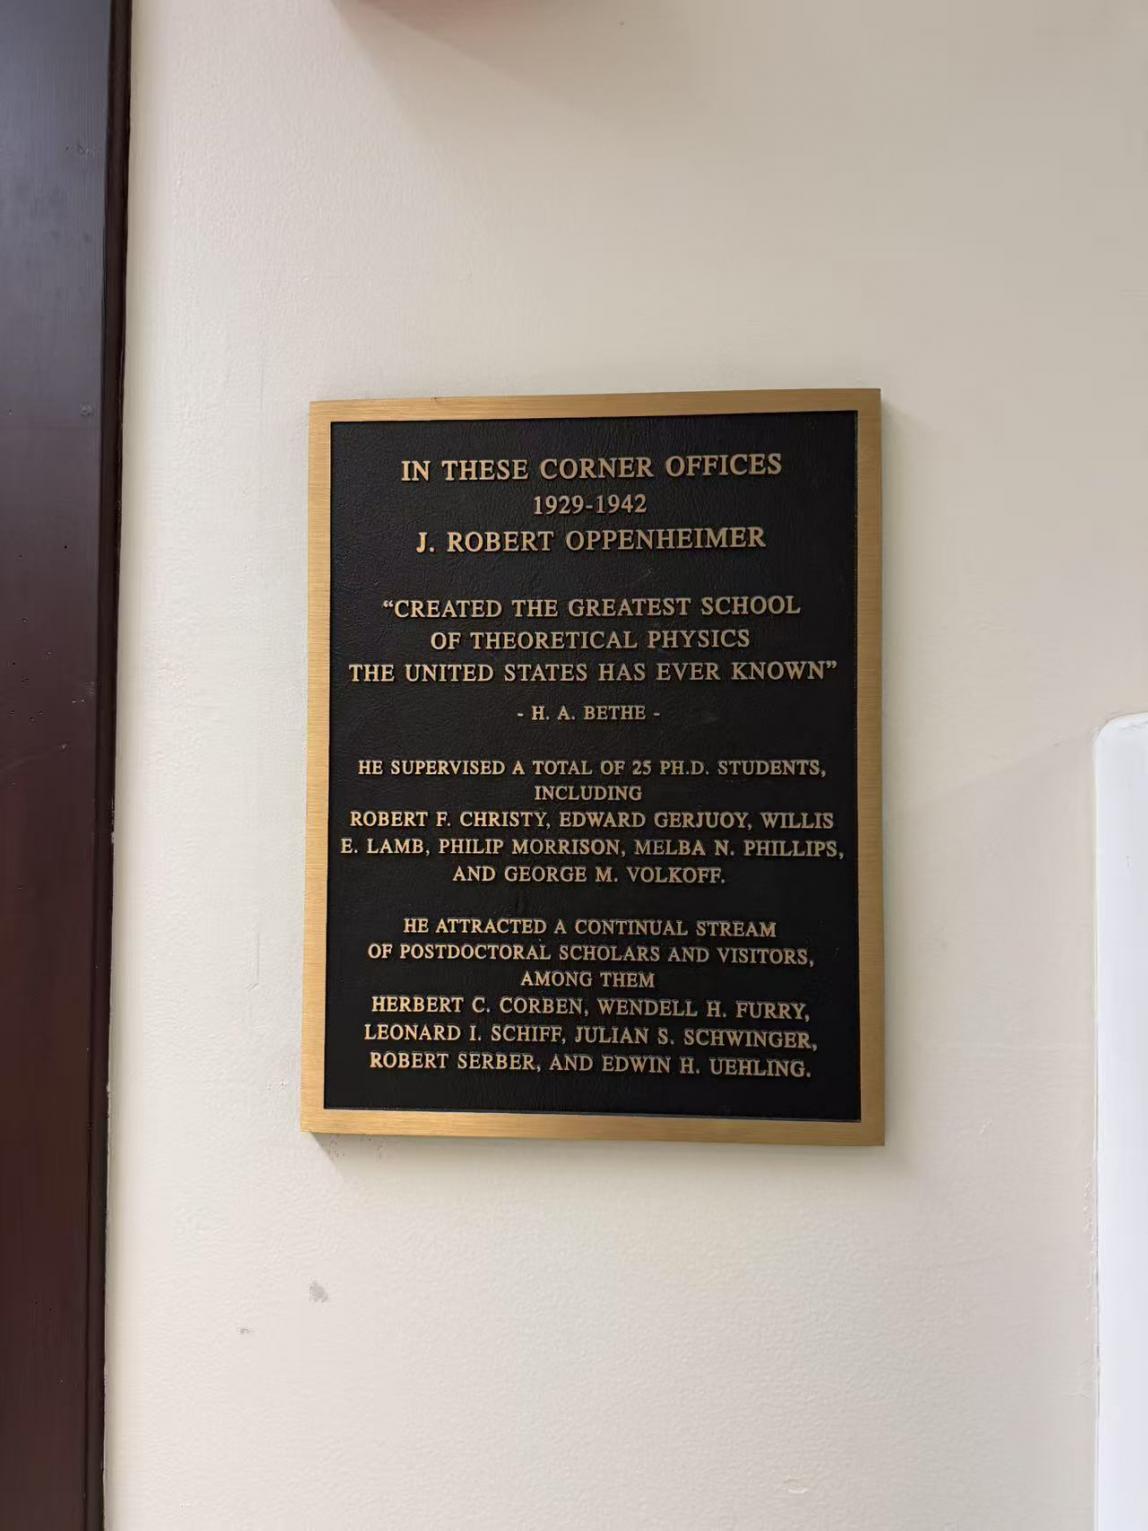 IN THESE CORNER OFFICES
1929-1942
J. ROBERT OPPENHEIMER
“CREATED THE GREATEST SCHOOL
OF THEORETICAL PHYSICS
THE UNITED STATES HAS EVER KNOWN”
- H. A. BETHE -
HE SUPERVISED A TOTAL OF 25 PH.D. STUDENTS,
INCLUDING
ROBERT F. CHRISTY, EDWARD GERJUOY, WILLIS
E. LAMB, PHILIP MORRISON, MELBA N. PHILLIPS,
AND GEORGE M. VOLKOFF.
HE ATTRACTED A CONTINUAL STREAM
OF POSTDOCTORAL SCHOLARS AND VISITORS,
AMONG THEM
HERBERT C. CORBEN, WENDELL H. FURRY,
LEONARD I. SCHIFF, JULIAN S. SCHWINGER,
ROBERT SERBER, AND EDWIN H. UEHLING.